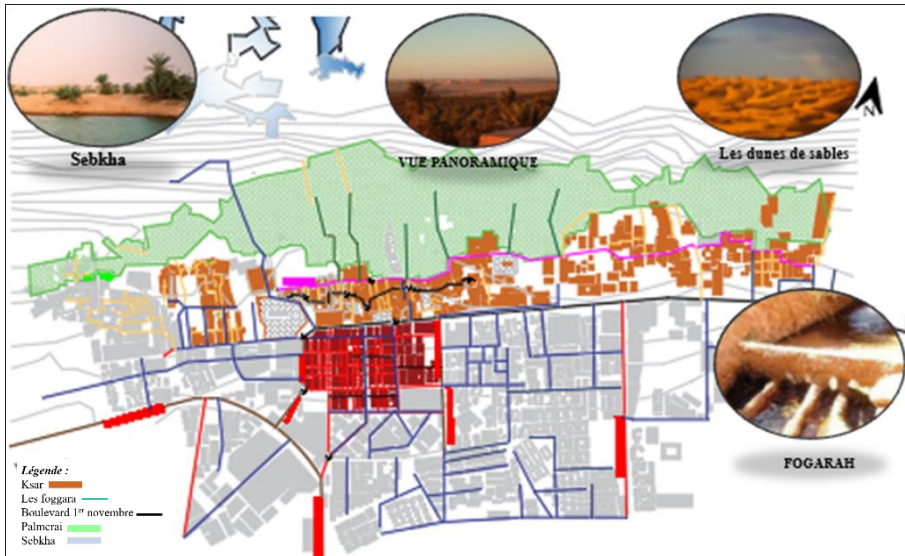 Sebkha
VUE PANORAMIQUE
Les dunes de sables
N
FOGARAH
Légende :
Ksar
Les foggara
Boulevard 1er novembre
Palmerai
Sebkha